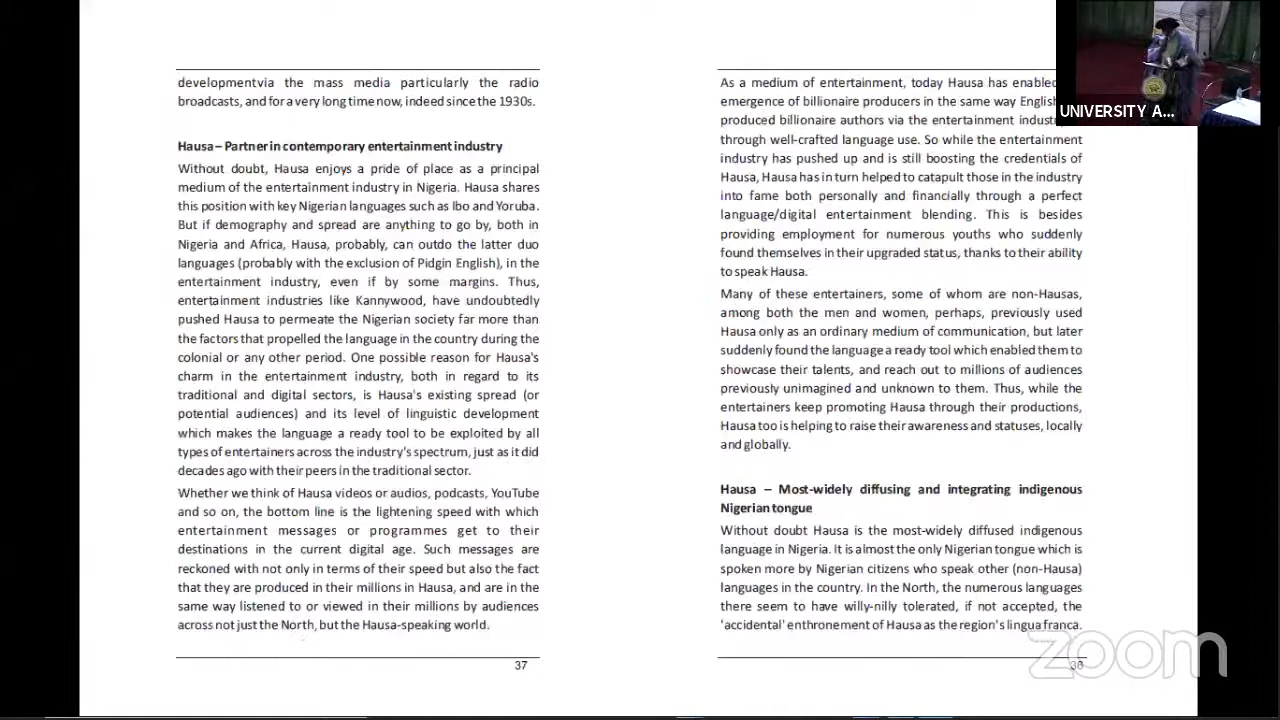 developmentvia the mass media particularly the radio
broadcasts, and for a very long time now, indeed since the 1930s.
Hausa – Partner in contemporary entertainment industry
Without doubt, Hausa enjoys a pride of place as a principal
medium of the entertainment industry in Nigeria. Hausa shares
this position with key Nigerian languages such as Ibo and Yoruba.
But if demography and spread are anything to go by, both in
Nigeria and Africa, Hausa, probably, can outdo the latter duo
languages (probably with the exclusion of Pidgin English), in the
entertainment industry, even if by some margins. Thus,
entertainment industries like Kannywood, have undoubtedly
pushed Hausa to permeate the Nigerian society far more than
the factors that propelled the language in the country during the
colonial or any other period. One possible reason for Hausa's
charm in the entertainment industry, both in regard to its
traditional and digital sectors, is Hausa's existing spread (or
potential audiences) and its level of linguistic development
which makes the language a ready tool to be exploited by all
types of entertainers across the industry's spectrum, just as it did
decades ago with their peers in the traditional sector.
Whether we think of Hausa videos or audios, podcasts, YouTube
and so on, the bottom line is the lightening speed with which
entertainment messages or programmes get to their
destinations in the current digital age. Such messages are
reckoned with not only in terms of their speed but also the fact
that they are produced in their millions in Hausa, and are in the
same way listened to or viewed in their millions by audiences
across not just the North, but the Hausa-speaking world.
37
As a medium of entertainment, today Hausa has enabled
emergence of billionaire producers in the same way English
produced billionaire authors via the entertainment
through well-crafted language use. So while the entertainment
industry has pushed up and is still boosting the credentials of
Hausa, Hausa has in turn helped to catapult those in the industry
into fame both personally and financially through a perfect
language/digital entertainment blending. This is besides
providing employment for numerous youths who suddenly
found themselves in their upgraded status, thanks to their ability
to speak Hausa.
Many of these entertainers, some of whom are non-Hausas,
among both the men and women, perhaps, previously used
Hausa only as an ordinary medium of communication, but later
suddenly found the language a ready tool which enabled them to
showcase their talents, and reach out to millions of audiences
previously unimagined and unknown to them. Thus, while the
entertainers keep promoting Hausa through their productions,
Hausa too is helping to raise their awareness and statuses, locally
and globally.
Hausa – Most-widely diffusing and integrating indigenous
Nigerian tongue
Without doubt Hausa is the most-widely diffused indigenous
language in Nigeria. It is almost the only Nigerian tongue which is
spoken more by Nigerian citizens who speak other (non-Hausa)
languages in the country. In the North, the numerous languages
there seem to have willy-nilly tolerated, if not accepted, the
'accidental' enthronement of Hausa as the region's lingua franca.
UNIVERSITY A...
zoom